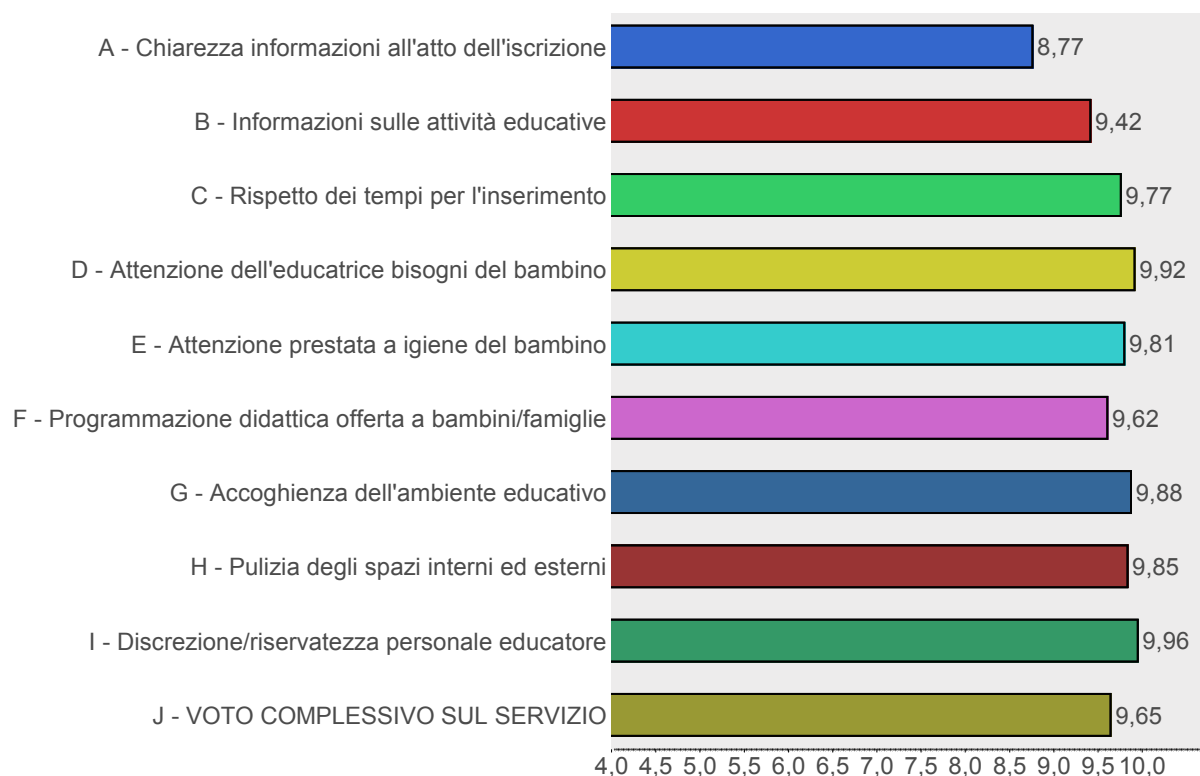 A - Chiarezza informazioni all'atto dell'iscrizione 8,77
B - Informazioni sulle attività educative 9,42
C - Rispetto dei tempi per l'inserimento 9,77
D - Attenzione dell'educatrice bisogni del bambino 9,92
E - Attenzione prestata a igiene del bambino 9,81
F - Programmazione didattica offerta a bambini/famiglie 9,62
G - Accoghienza dell'ambiente educativo 9,88
H - Pulizia degli spazi interni ed esterni 9,85
I - Discrezione/riservatezza personale educatore 9,96
J - VOTO COMPLESSIVO SUL SERVIZIO 9,65
4,0 4,5 5,0 5,5 6,0 6,5 7,0 7,5 8,0 8,5 9,0 9,5 10,0